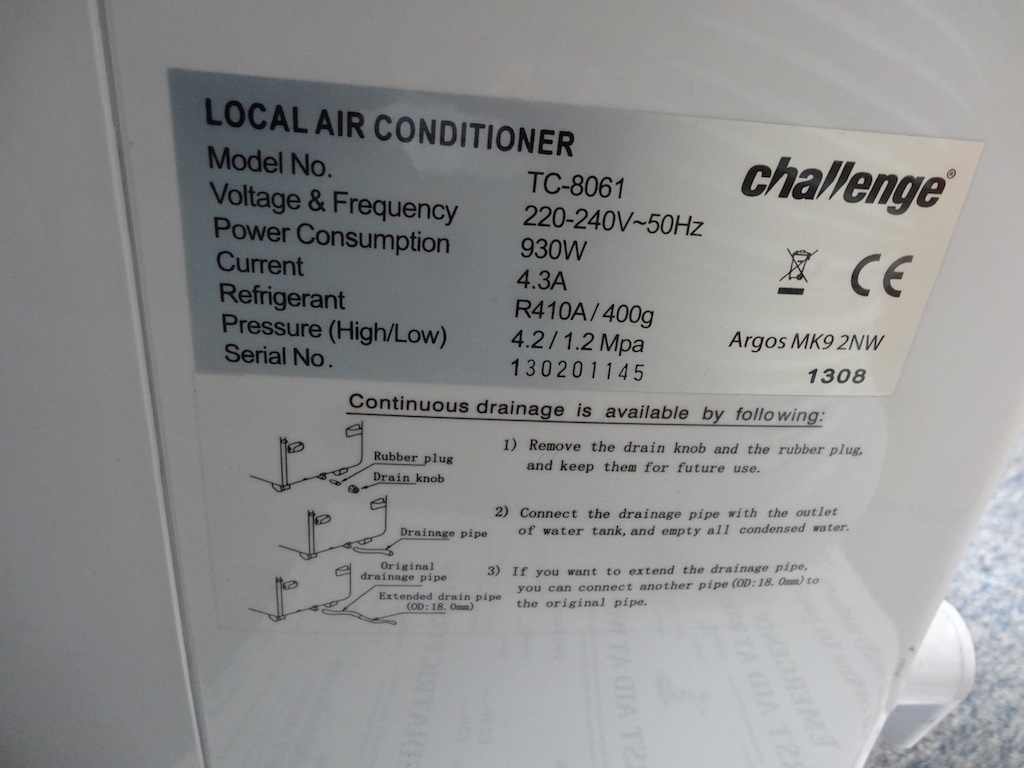 LOCAL AIR CONDITIONER
challenge®
Model No. TC-8061
Voltage & Frequency 220-240V~50Hz
Power Consumption 930W
Current 4.3A
CE
Refrigerant R410A / 400g
Pressure (High/Low) 4.2 / 1.2 Mpa
Argos MK9 2NW
Serial No. 130201145
1308
Continuous drainage is available by following:
Rubber plug
Drain knob
1) Remove the drain knob and the rubber plug,
and keep them for future use.
Drainage pipe
2) Connect the drainage pipe with the outlet
of water tank, and empty all condensed water.
Original
drainage pipe
Extended drain pipe
(OD:18.0mm)
3) If you want to extend the drainage pipe,
you can connect another pipe(OD:18.0mm)to
the original pipe.